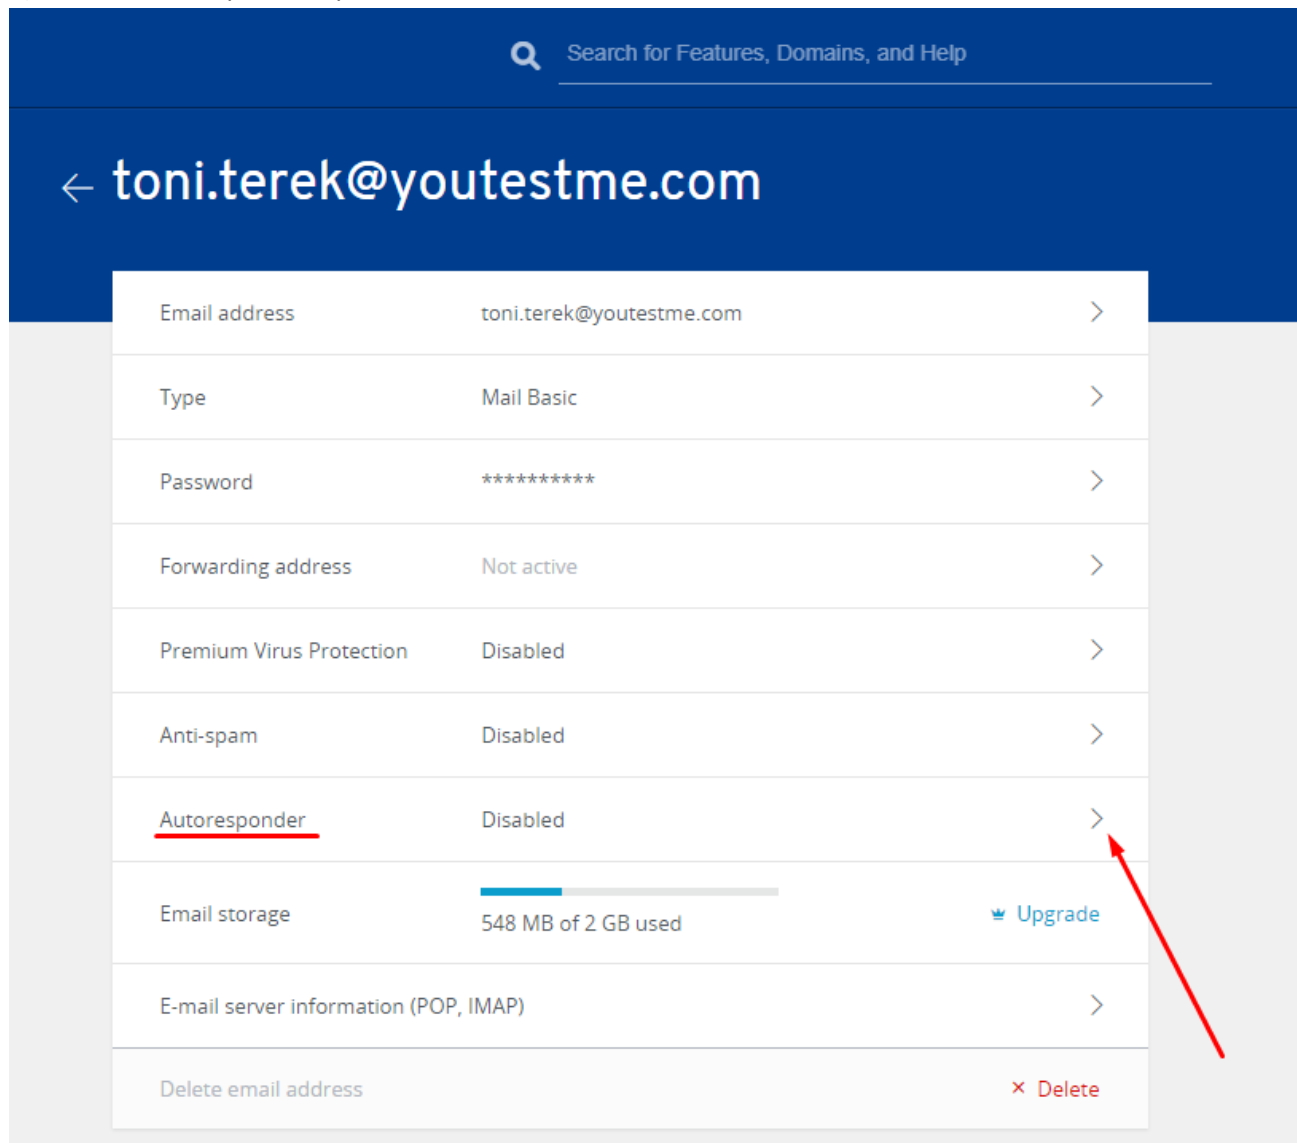 Search for Features, Domains, and Help
toni.terek@youtestme.com
Email address toni.terek@youtestme.com
Type Mail Basic
Password **********
Forwarding address Not active
Premium Virus Protection Disabled
Anti-spam Disabled
Autoresponder Disabled
Email storage 548 MB of 2 GB used Upgrade
E-mail server information (POP, IMAP)
Delete email address × Delete